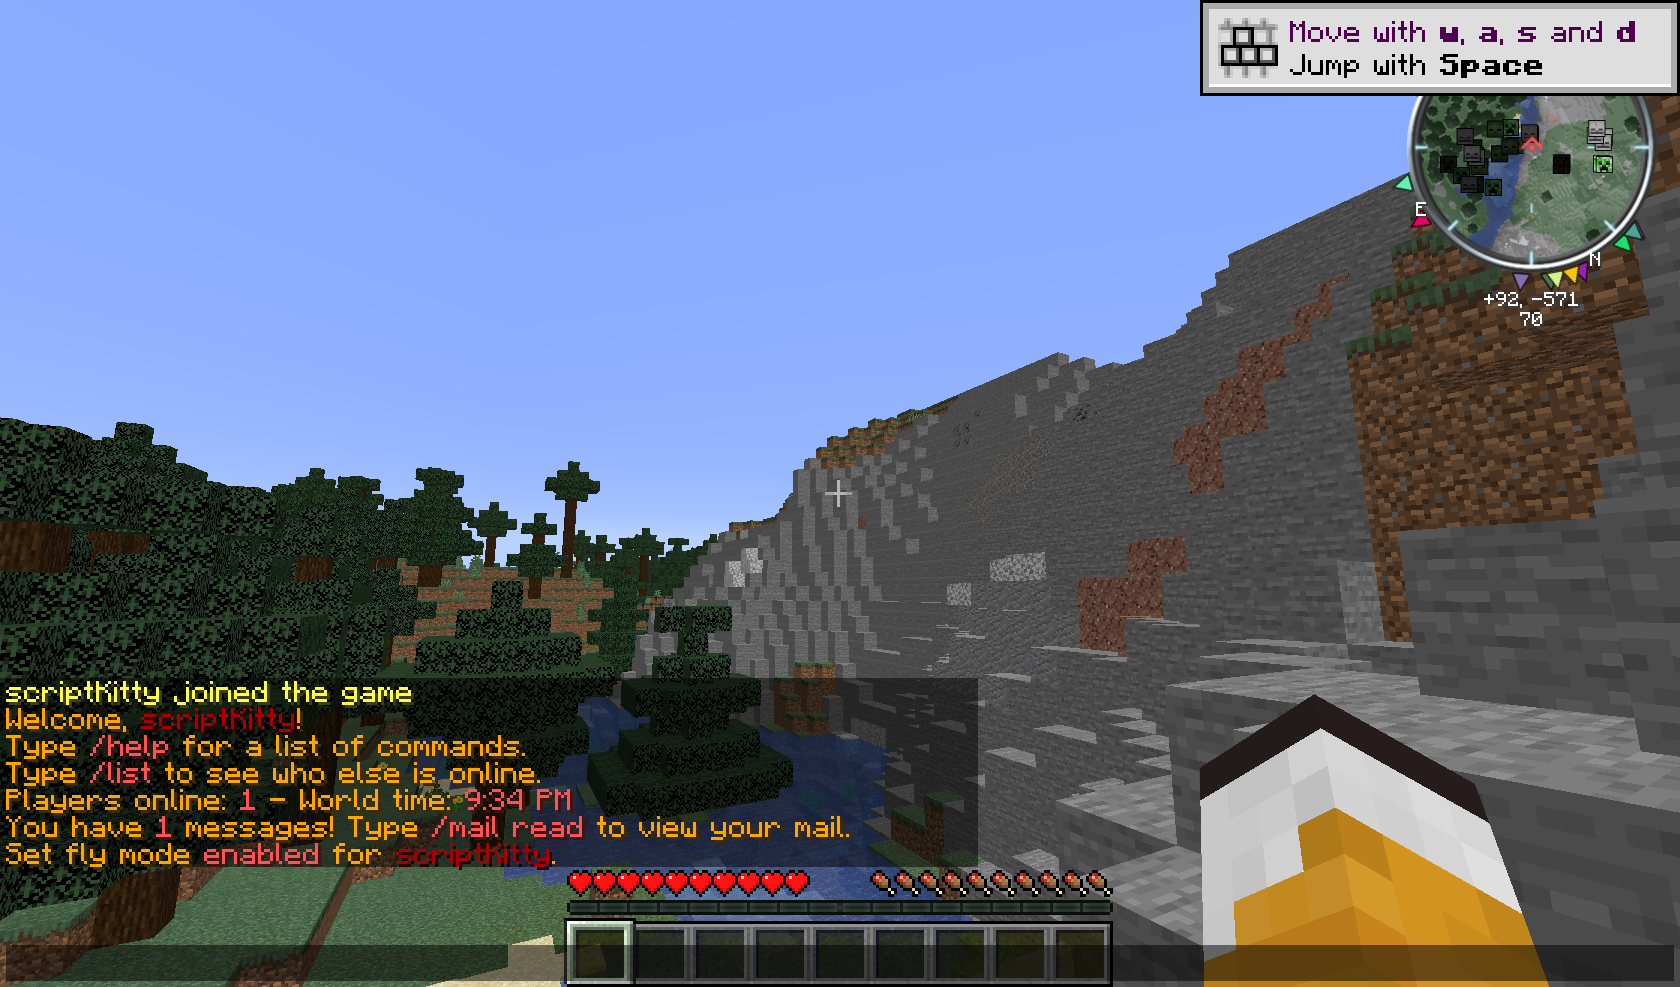 Move with w, a, s and d
Jump with Space
E
N
+92, -571
70
scriptKitty joined the game
Welcome, scriptKitty!
Type /help for a list of commands.
Type /list to see who else is online.
Players online: 1 - World time: 9:34 PM
You have 1 messages! Type /mail read to view your mail.
Set fly mode enabled for scriptKitty.